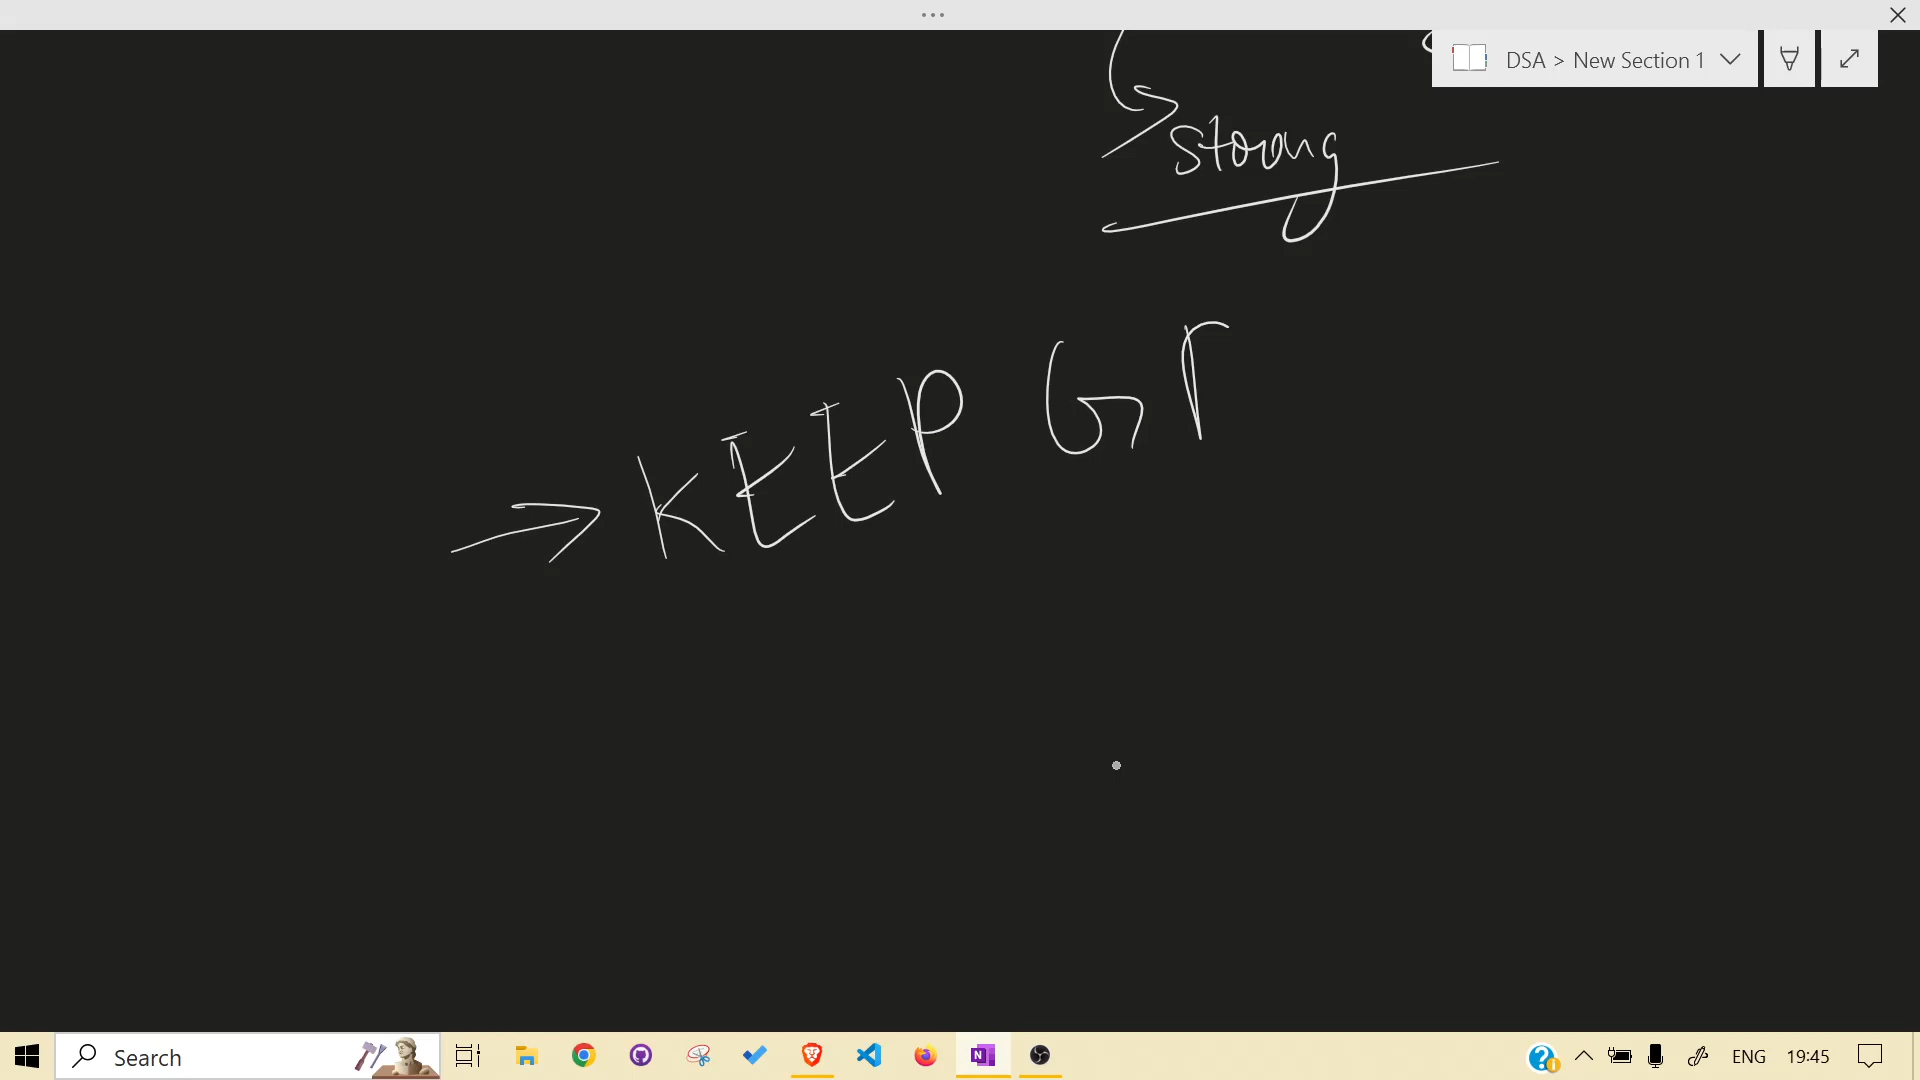 DSA > New Section 1
strong
→ KEEP Gr
Search
ENG 19:45